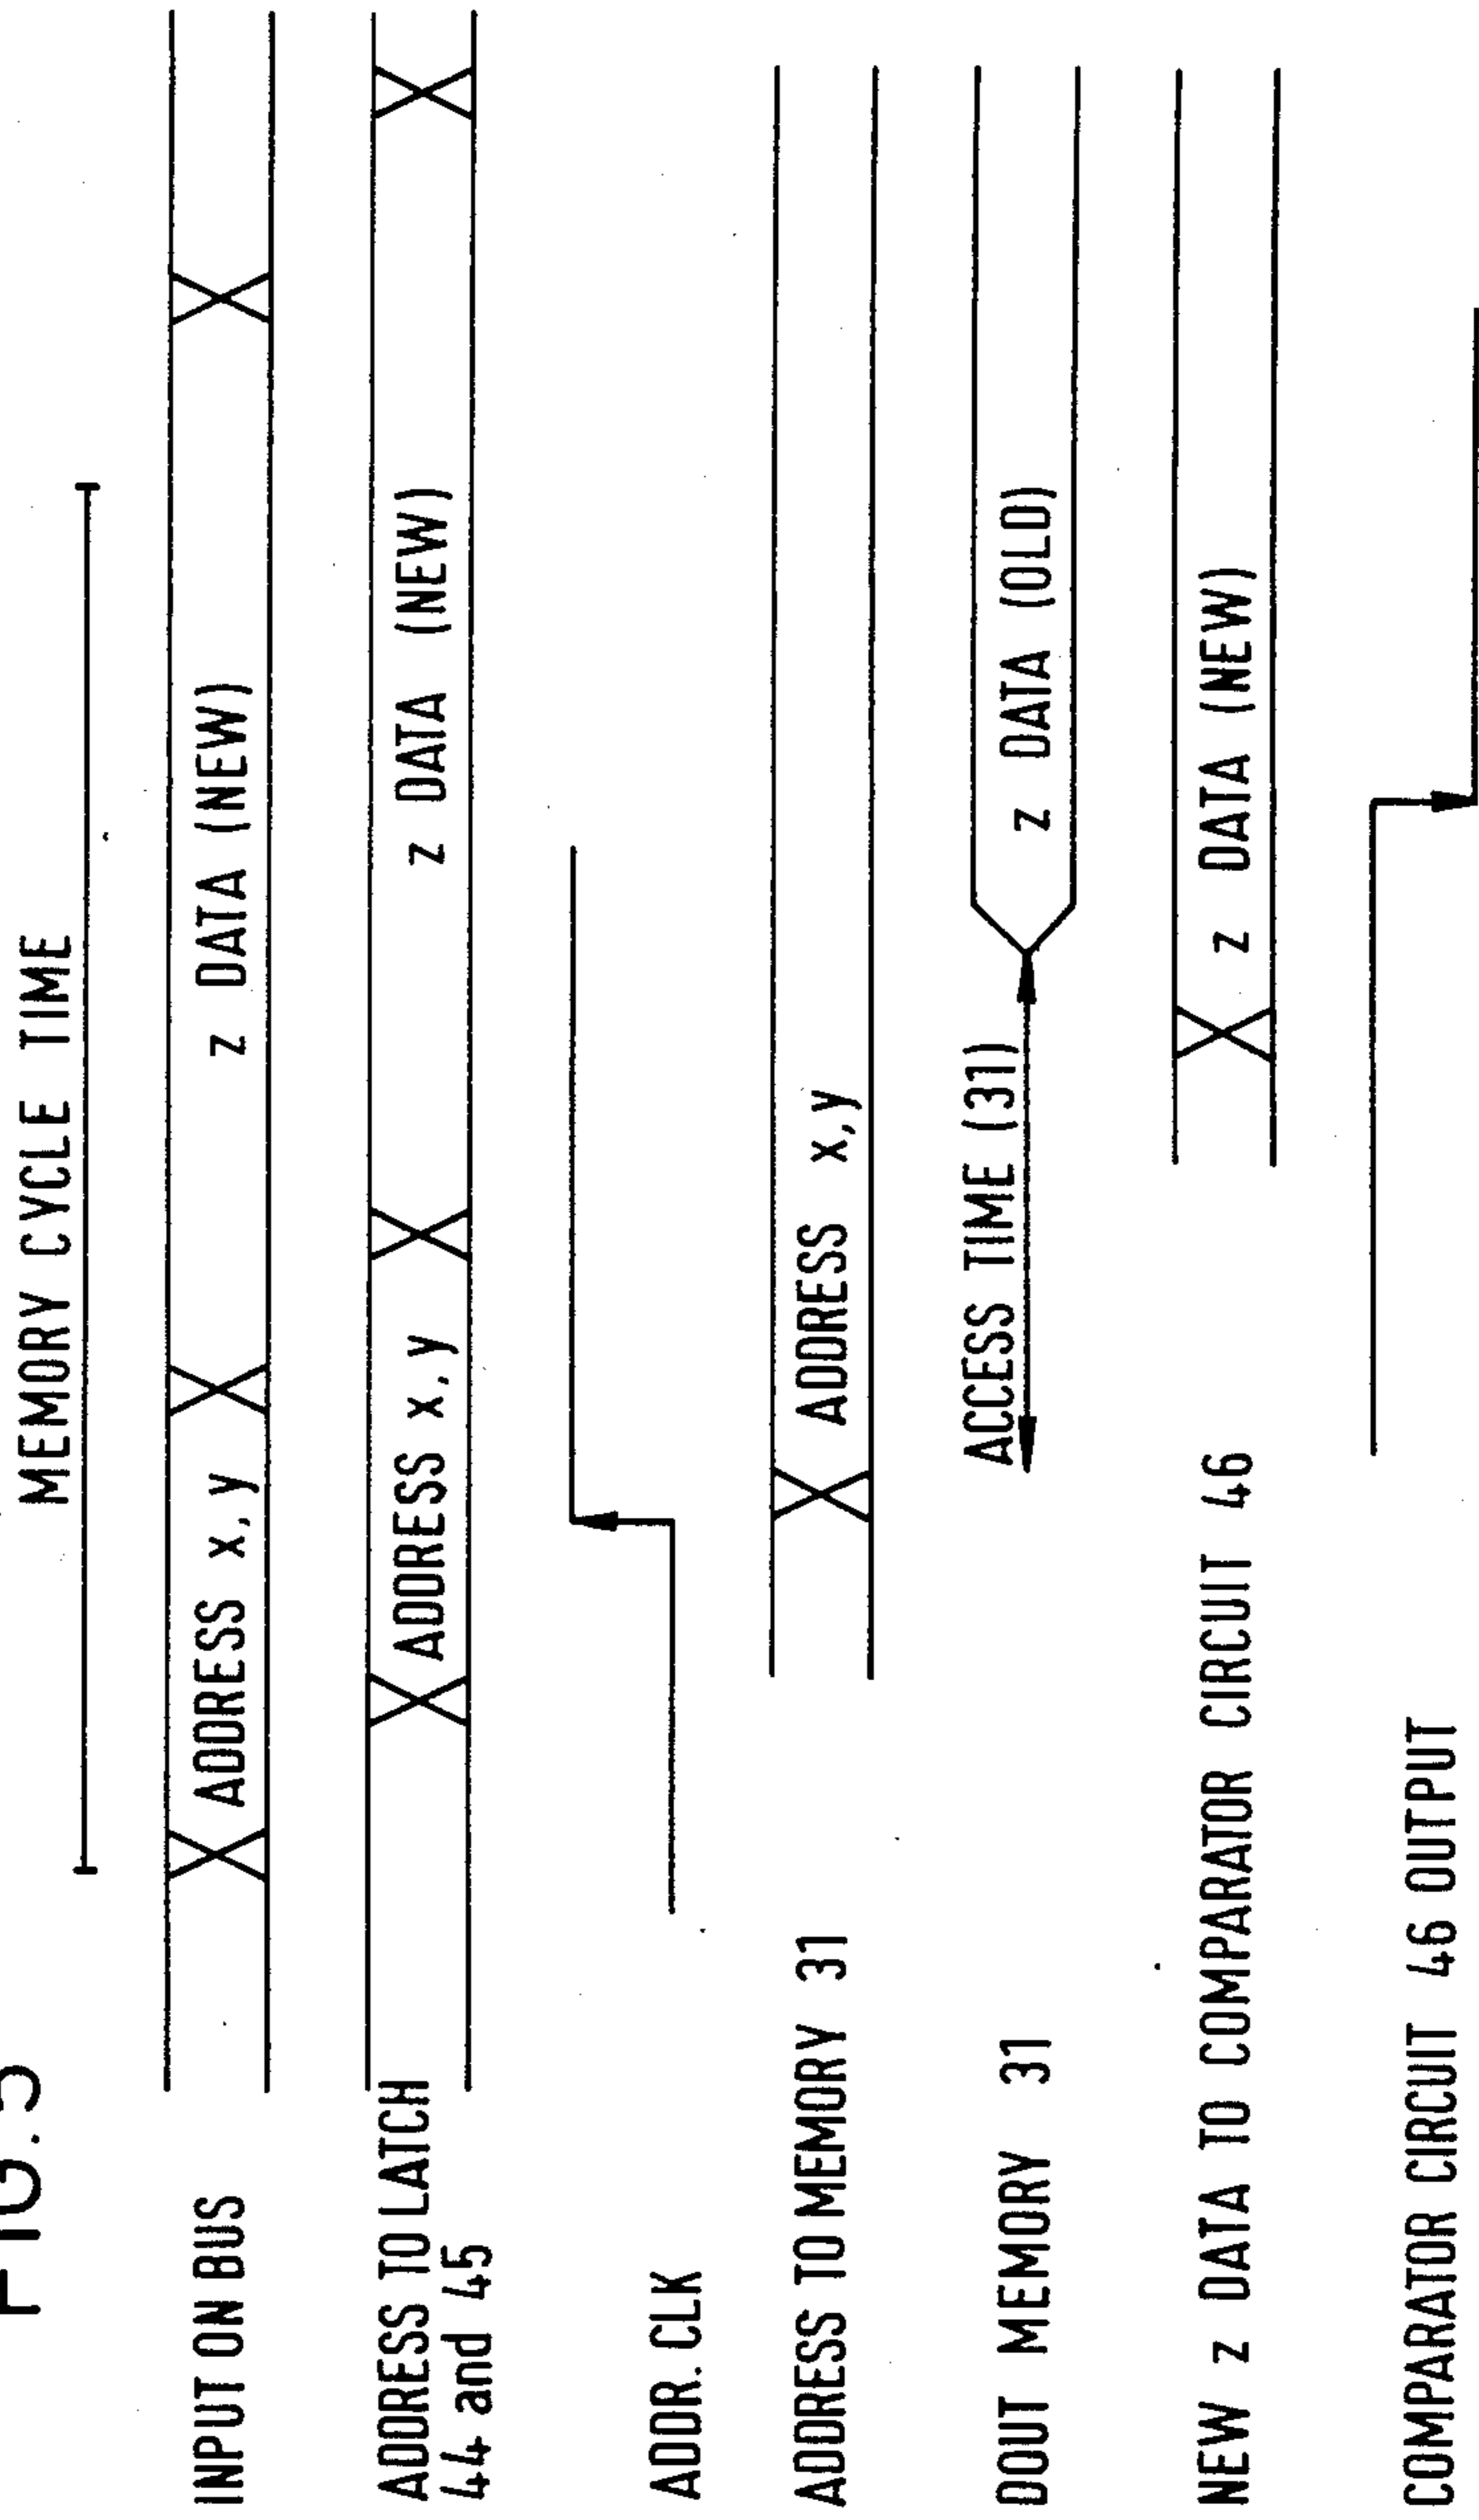 FIG.5
MEMORY CYCLE TIME
INPUT ON BUS
ADDRESS x,y
z DATA (NEW)
ADDRESS TO LATCH
44 and 45
ADDRESS x,y
z DATA (NEW)
ADDR.CLK
ADDRESS TO MEMORY 31
ADDRESS x,y
DOUT MEMORY 31
ACCESS TIME (31)
z DATA (OLD)
NEW z DATA TO COMPARATOR CIRCUIT 46
z DATA (NEW)
COMPARATOR CIRCUIT 46 OUTPUT